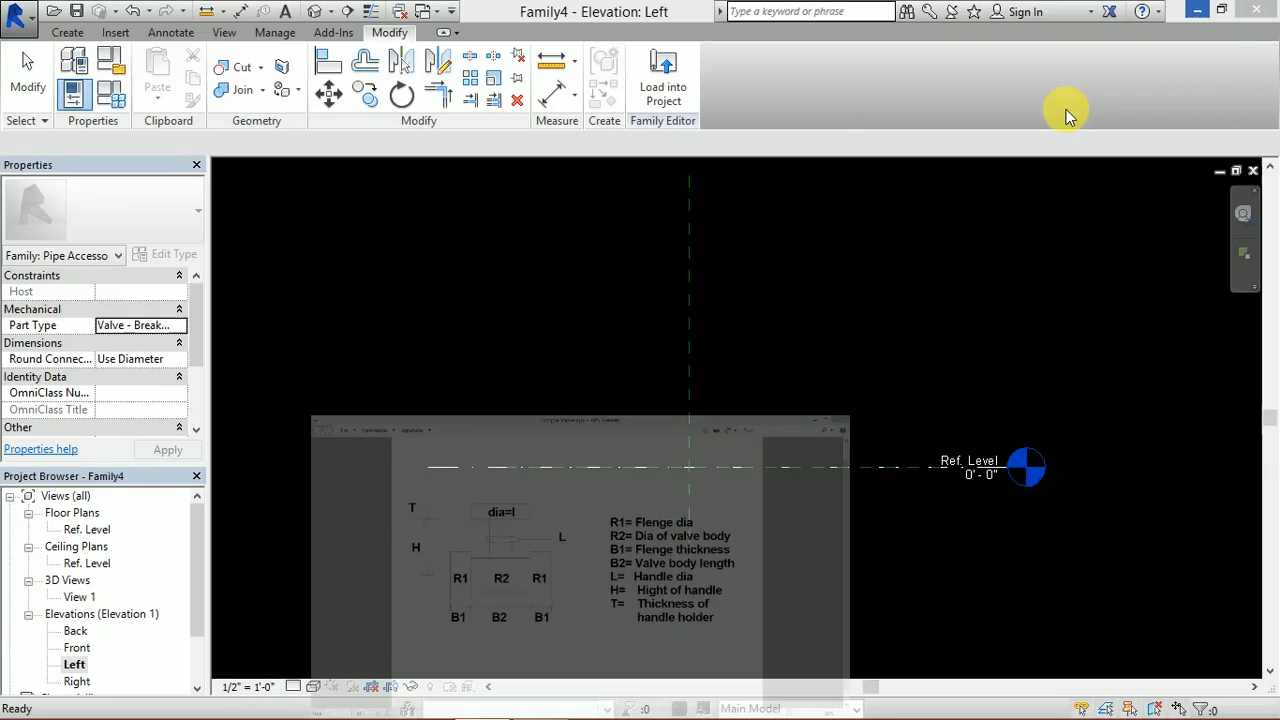 Family4 - Elevation: Left
Type a keyword or phrase
Sign In
Create Insert Annotate View Manage Add-Ins Modify
Modify
Paste
Cut
Join
Load into
Project
Select Properties Clipboard Geometry Modify Measure Create Family Editor
Properties
Family: Pipe Accesso
Edit Type
Constraints
Host
Mechanical
Part Type Valve - Break...
Dimensions
Round Connec... Use Diameter
Identity Data
OmniClass Nu...
OmniClass Title
Other
Properties help
Apply
Project Browser - Family4
Views (all)
Floor Plans
Ref. Level
Ceiling Plans
Ref. Level
3D Views
View 1
Elevations (Elevation 1)
Back
Front
Left
Right
Ref. Level
0' - 0"
T
dia=l
H
L
R1 R2 R1
B1 B2 B1
R1= Flenge dia
R2= Dia of valve body
B1= Flenge thickness
B2= Valve body length
L= Handle dia
H= Hight of handle
T= Thickness of
handle holder
1/2" = 1'-0"
Ready
:0
Main Model
:0